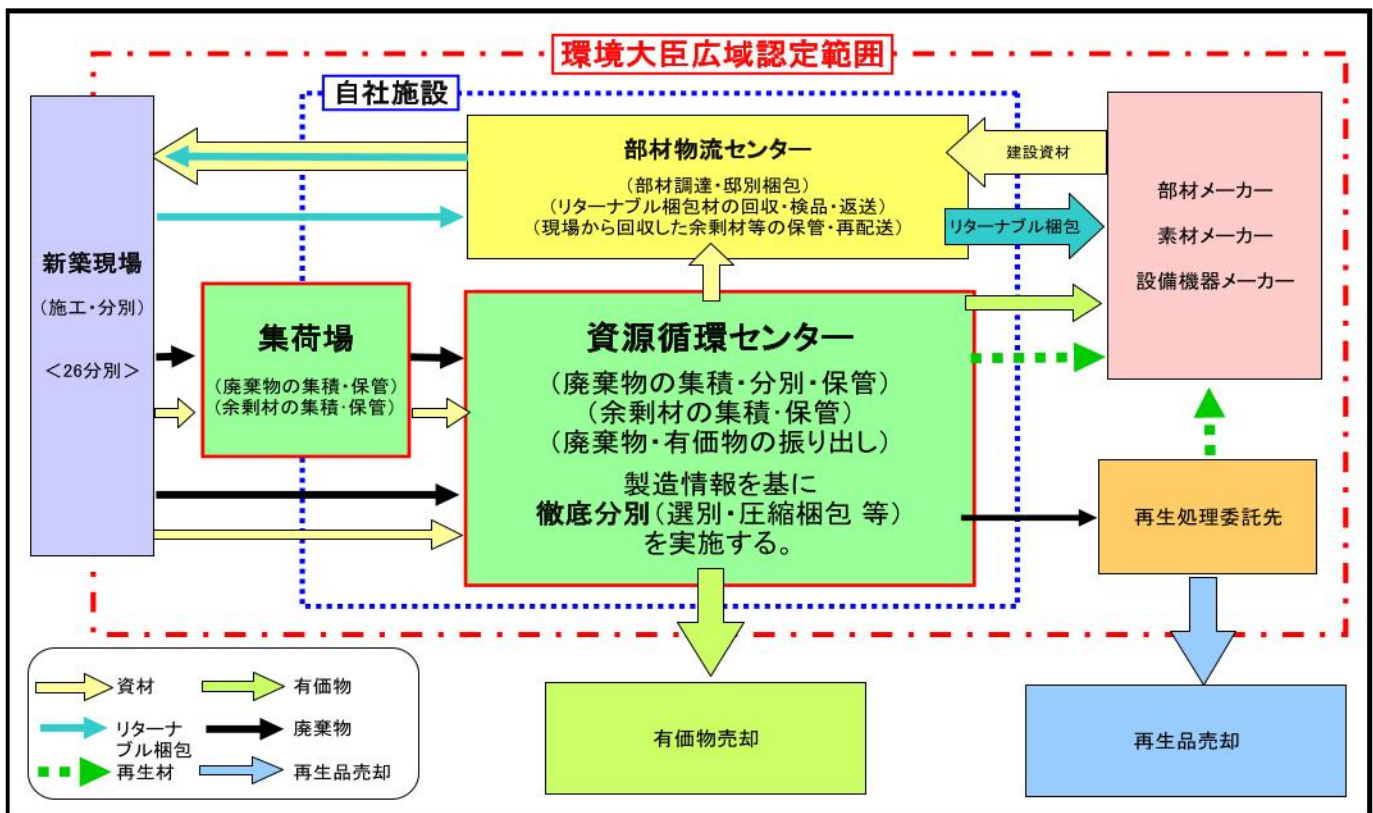 環境大臣広域認定範囲
自社施設
部材物流センター
(部材調達・邸別梱包)
(リターナブル梱包材の回収・検品・返送)
(現場から回収した余剰材等の保管・再配送)
建設資材
リターナブル梱包
部材メーカー
素材メーカー
設備機器メーカー
新築現場
(施工・分別)
<26分別>
集荷場
(廃棄物の集積・保管)
(余剰材の集積・保管)
資源循環センター
(廃棄物の集積・分別・保管)
(余剰材の集積・保管)
(廃棄物・有価物の振り出し)
製造情報を基に
徹底分別(選別・圧縮梱包 等)
を実施する。
再生処理委託先
資材
有価物
リターナ
ブル梱包
廃棄物
再生材
再生品売却
有価物売却
再生品売却